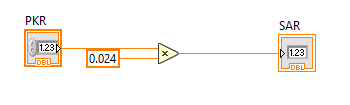 PKR
SAR
1.23
DBL
0.024
×
1.23
DBL